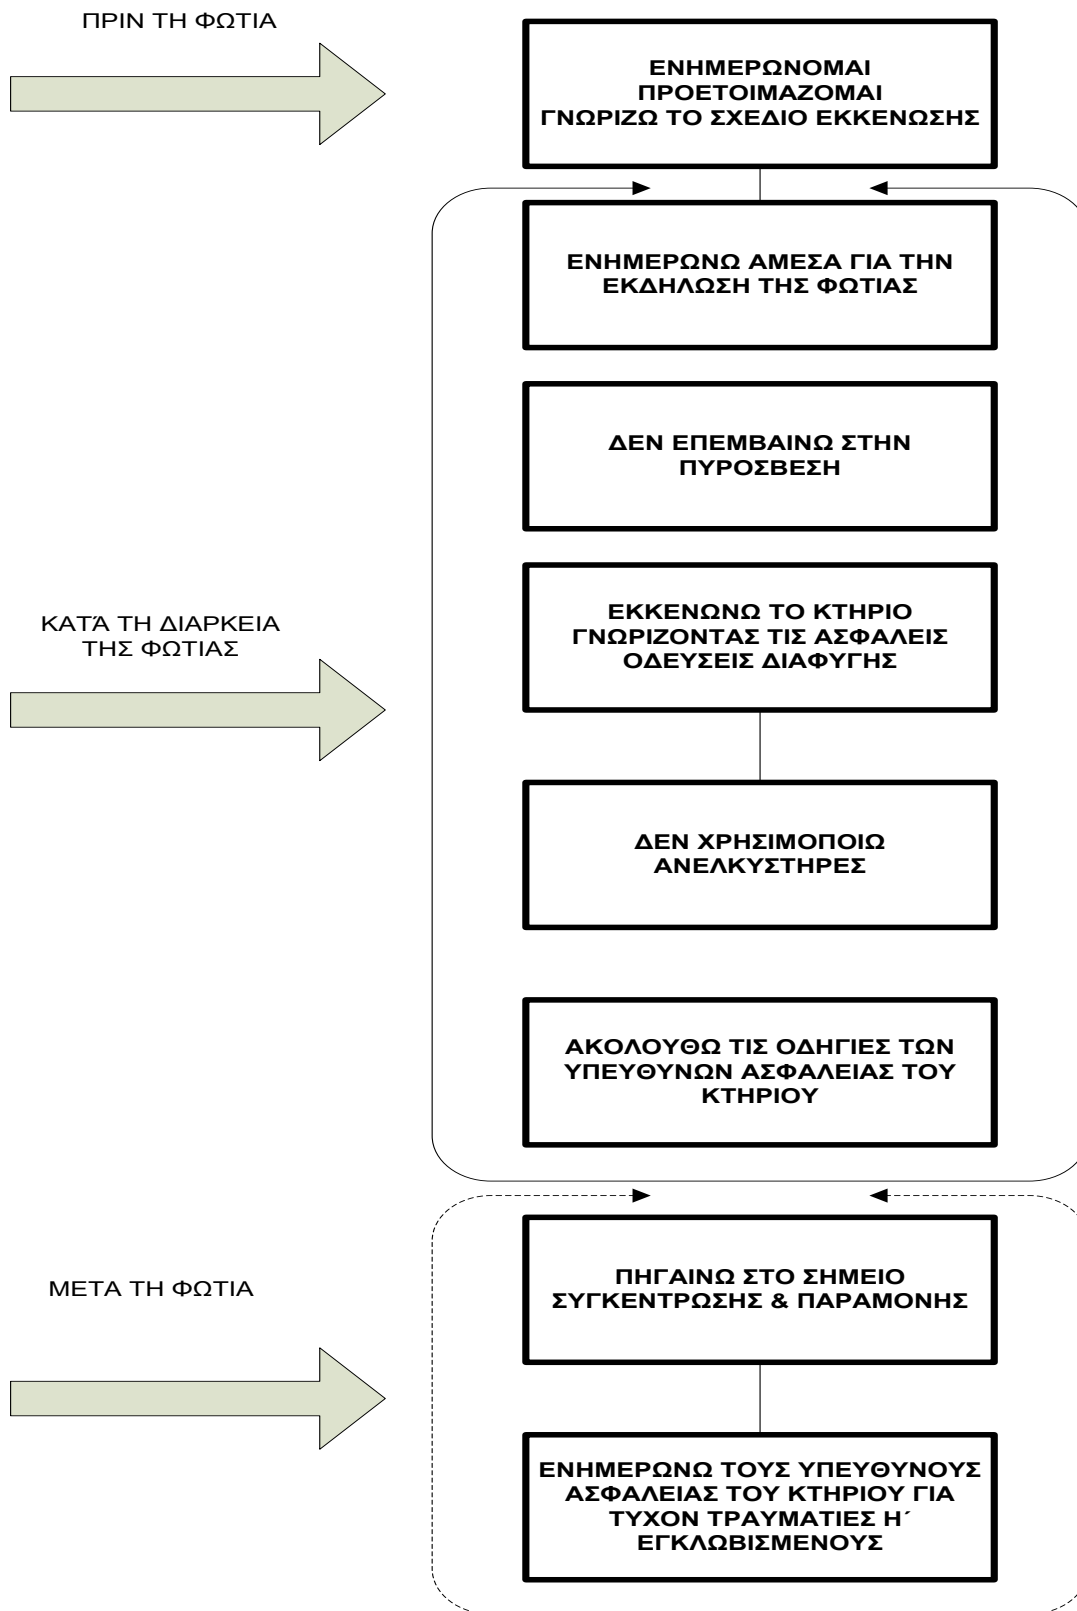 ΠΡΙΝ ΤΗ ΦΩΤΙΑ
ΕΝΗΜΕΡΩΝΟΜΑΙ
ΠΡΟΕΤΟΙΜΑΖΟΜΑΙ
ΓΝΩΡΙΖΩ ΤΟ ΣΧΕΔΙΟ ΕΚΚΕΝΩΣΗΣ
ΕΝΗΜΕΡΩΝΩ ΑΜΕΣΑ ΓΙΑ ΤΗΝ
ΕΚΔΗΛΩΣΗ ΤΗΣ ΦΩΤΙΑΣ
ΔΕΝ ΕΠΕΜΒΑΙΝΩ ΣΤΗΝ
ΠΥΡΟΣΒΕΣΗ
ΚΑΤΆ ΤΗ ΔΙΑΡΚΕΙΑ
ΤΗΣ ΦΩΤΙΑΣ
ΕΚΚΕΝΩΝΩ ΤΟ ΚΤΗΡΙΟ
ΓΝΩΡΙΖΟΝΤΑΣ ΤΙΣ ΑΣΦΑΛΕΙΣ
ΟΔΕΥΣΕΙΣ ΔΙΑΦΥΓΗΣ
ΔΕΝ ΧΡΗΣΙΜΟΠΟΙΩ
ΑΝΕΛΚΥΣΤΗΡΕΣ
ΑΚΟΛΟΥΘΩ ΤΙΣ ΟΔΗΓΙΕΣ ΤΩΝ
ΥΠΕΥΘΥΝΩΝ ΑΣΦΑΛΕΙΑΣ ΤΟΥ
ΚΤΗΡΙΟΥ
ΜΕΤΑ ΤΗ ΦΩΤΙΑ
ΠΗΓΑΙΝΩ ΣΤΟ ΣΗΜΕΙΟ
ΣΥΓΚΕΝΤΡΩΣΗΣ & ΠΑΡΑΜΟΝΗΣ
ΕΝΗΜΕΡΩΝΩ ΤΟΥΣ ΥΠΕΥΘΥΝΟΥΣ
ΑΣΦΑΛΕΙΑΣ ΤΟΥ ΚΤΗΡΙΟΥ ΓΙΑ
ΤΥΧΟΝ ΤΡΑΥΜΑΤΙΕΣ Η΄
ΕΓΚΛΩΒΙΣΜΕΝΟΥΣ